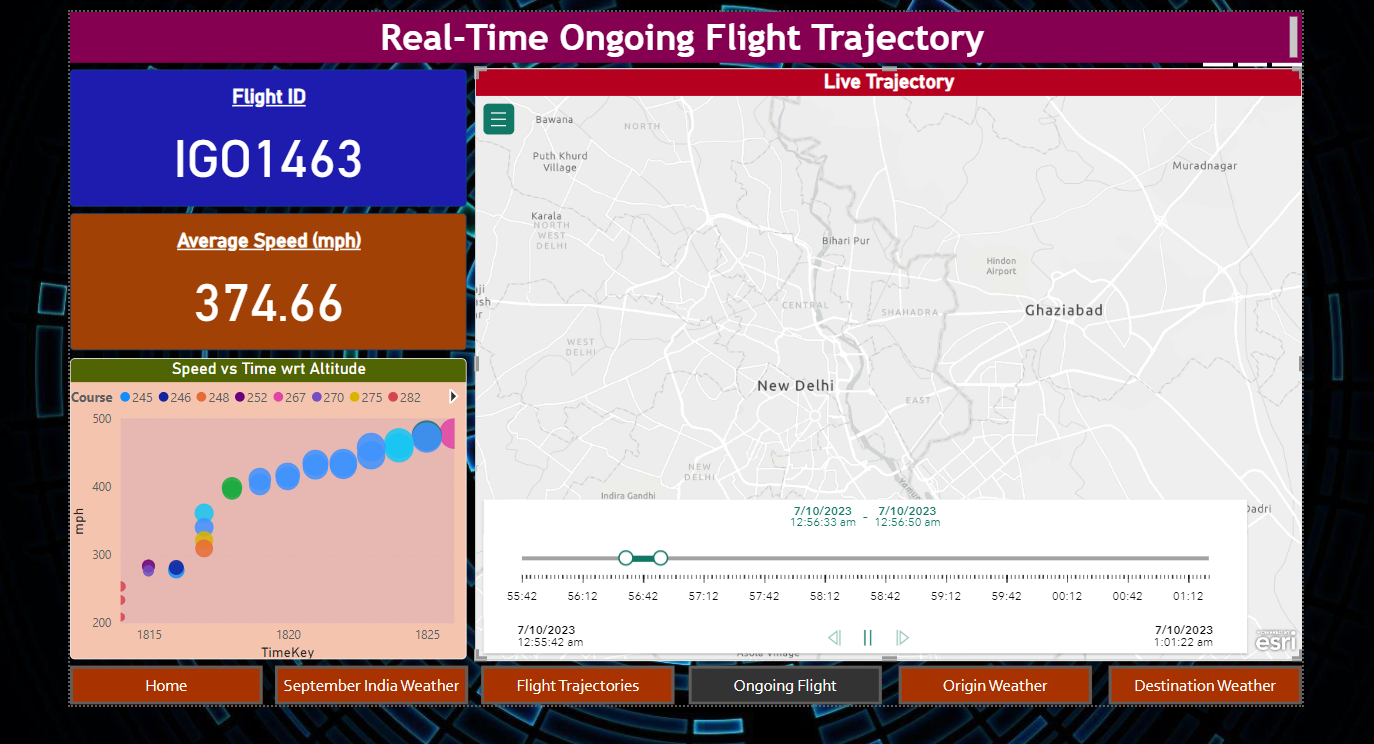 Real-Time Ongoing Flight Trajectory
Flight ID
IGO1463
Average Speed (mph)
374.66
Speed vs Time wrt Altitude
Course 245 246 248 252 267 270 275 282
500
400
300
200
mph
1815 1820 1825
TimeKey
Live Trajectory
Bawana
NORTH
Puth Khurd
Village
Muradnagar
Karala
NORTH
WEST
DELHI
Bihari Pur
Hindon
Airport
CENTRAL
SHAHADRA
Ghaziabad
WEST
DELHI
New Delhi
EAST
NEW
DELHI
Indira Gandhi
7/10/2023 - 7/10/2023
12:56:33 am 12:56:50 am
55:42 56:12 56:42 57:12 57:42 58:12 58:42 59:12 59:42 00:12 00:42 01:12
7/10/2023
12:55:42 am
7/10/2023
1:01:22 am
POWERED BY
esri
Home
September India Weather
Flight Trajectories
Ongoing Flight
Origin Weather
Destination Weather